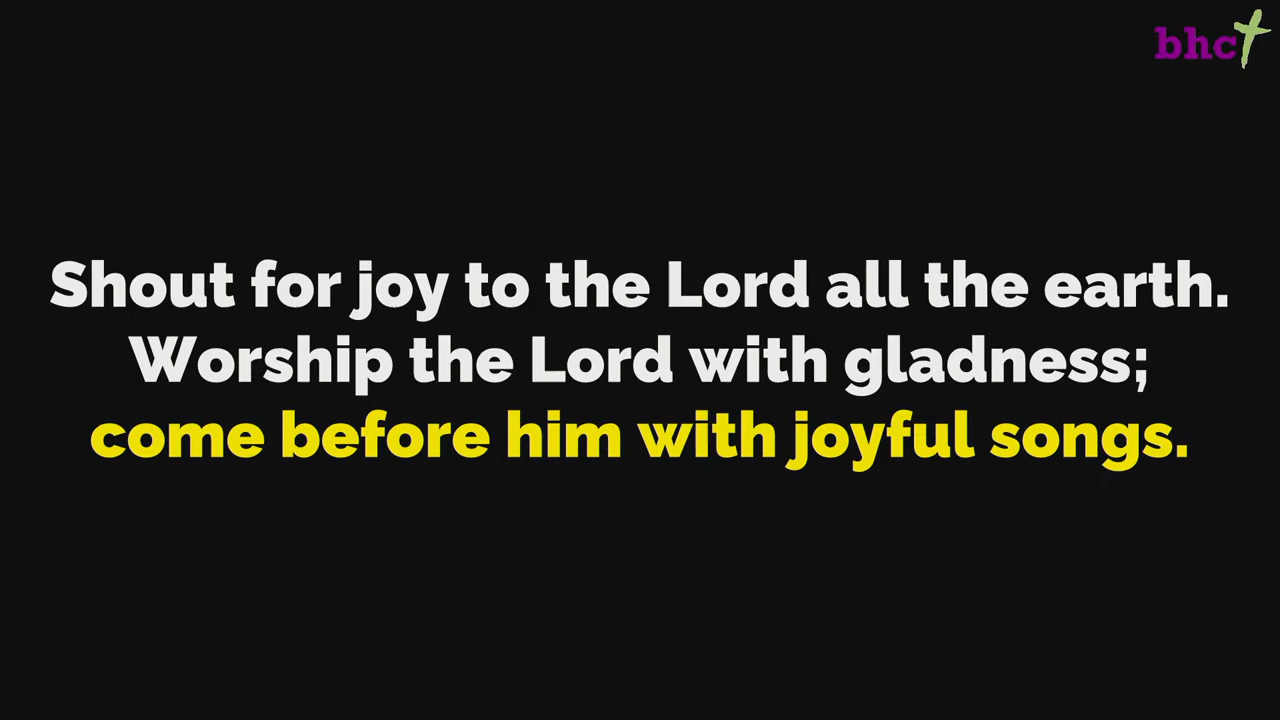 bhc
Shout for joy to the Lord all the earth.
Worship the Lord with gladness;
come before him with joyful songs.